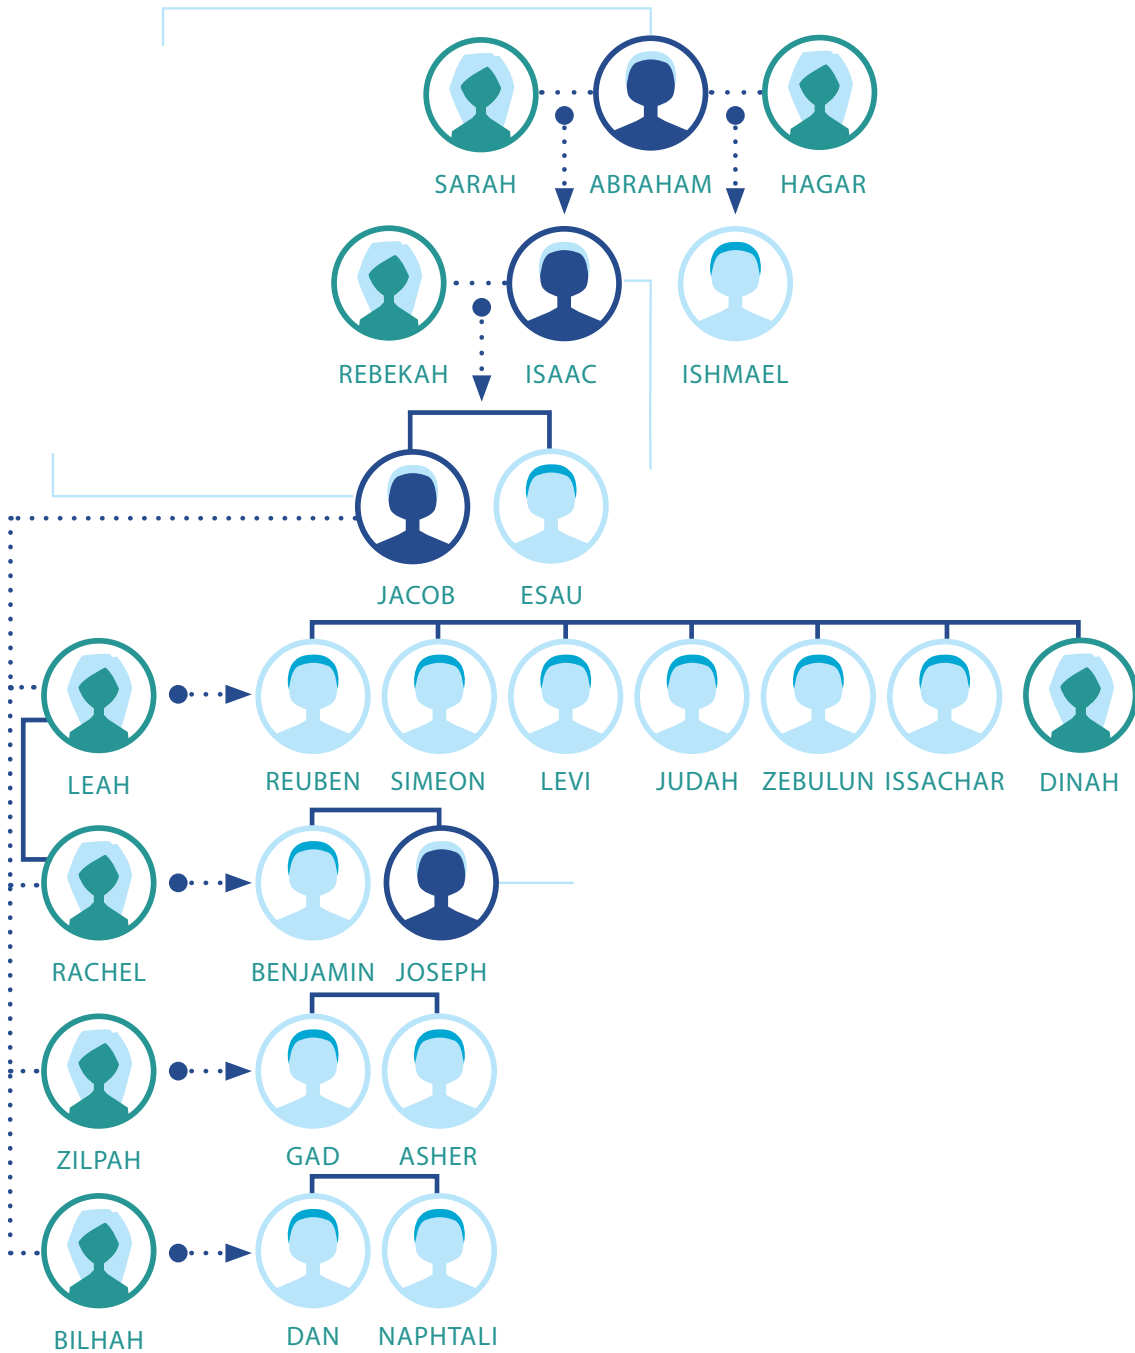 SARAH
ABRAHAM
HAGAR
REBEKAH
ISAAC
ISHMAEL
JACOB
ESAU
LEAH
REUBEN
SIMEON
LEVI
JUDAH
ZEBULUN
ISSACHAR
DINAH
RACHEL
BENJAMIN
JOSEPH
ZILPAH
GAD
ASHER
BILHAH
DAN
NAPHTALI